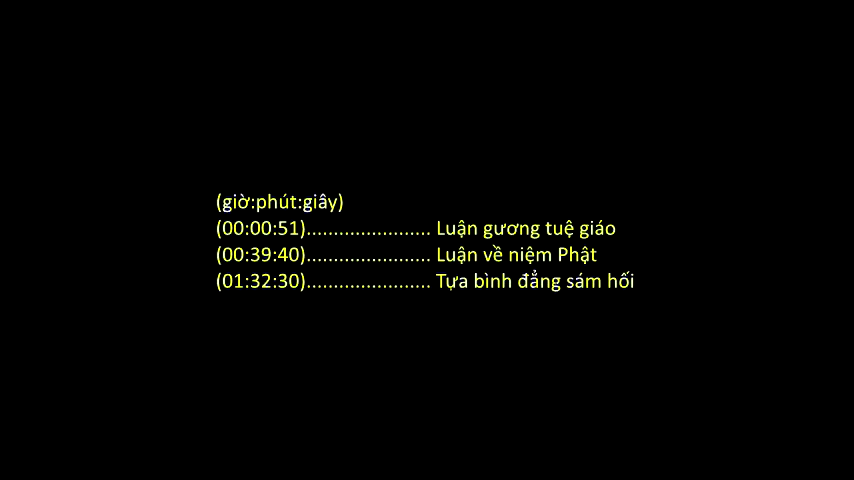 (giờ:phút:giây)
(00:00:51)....................... Luận gương tuệ giáo
(00:39:40)....................... Luận về niệm Phật
(01:32:30)....................... Tựa bình đẳng sám hối